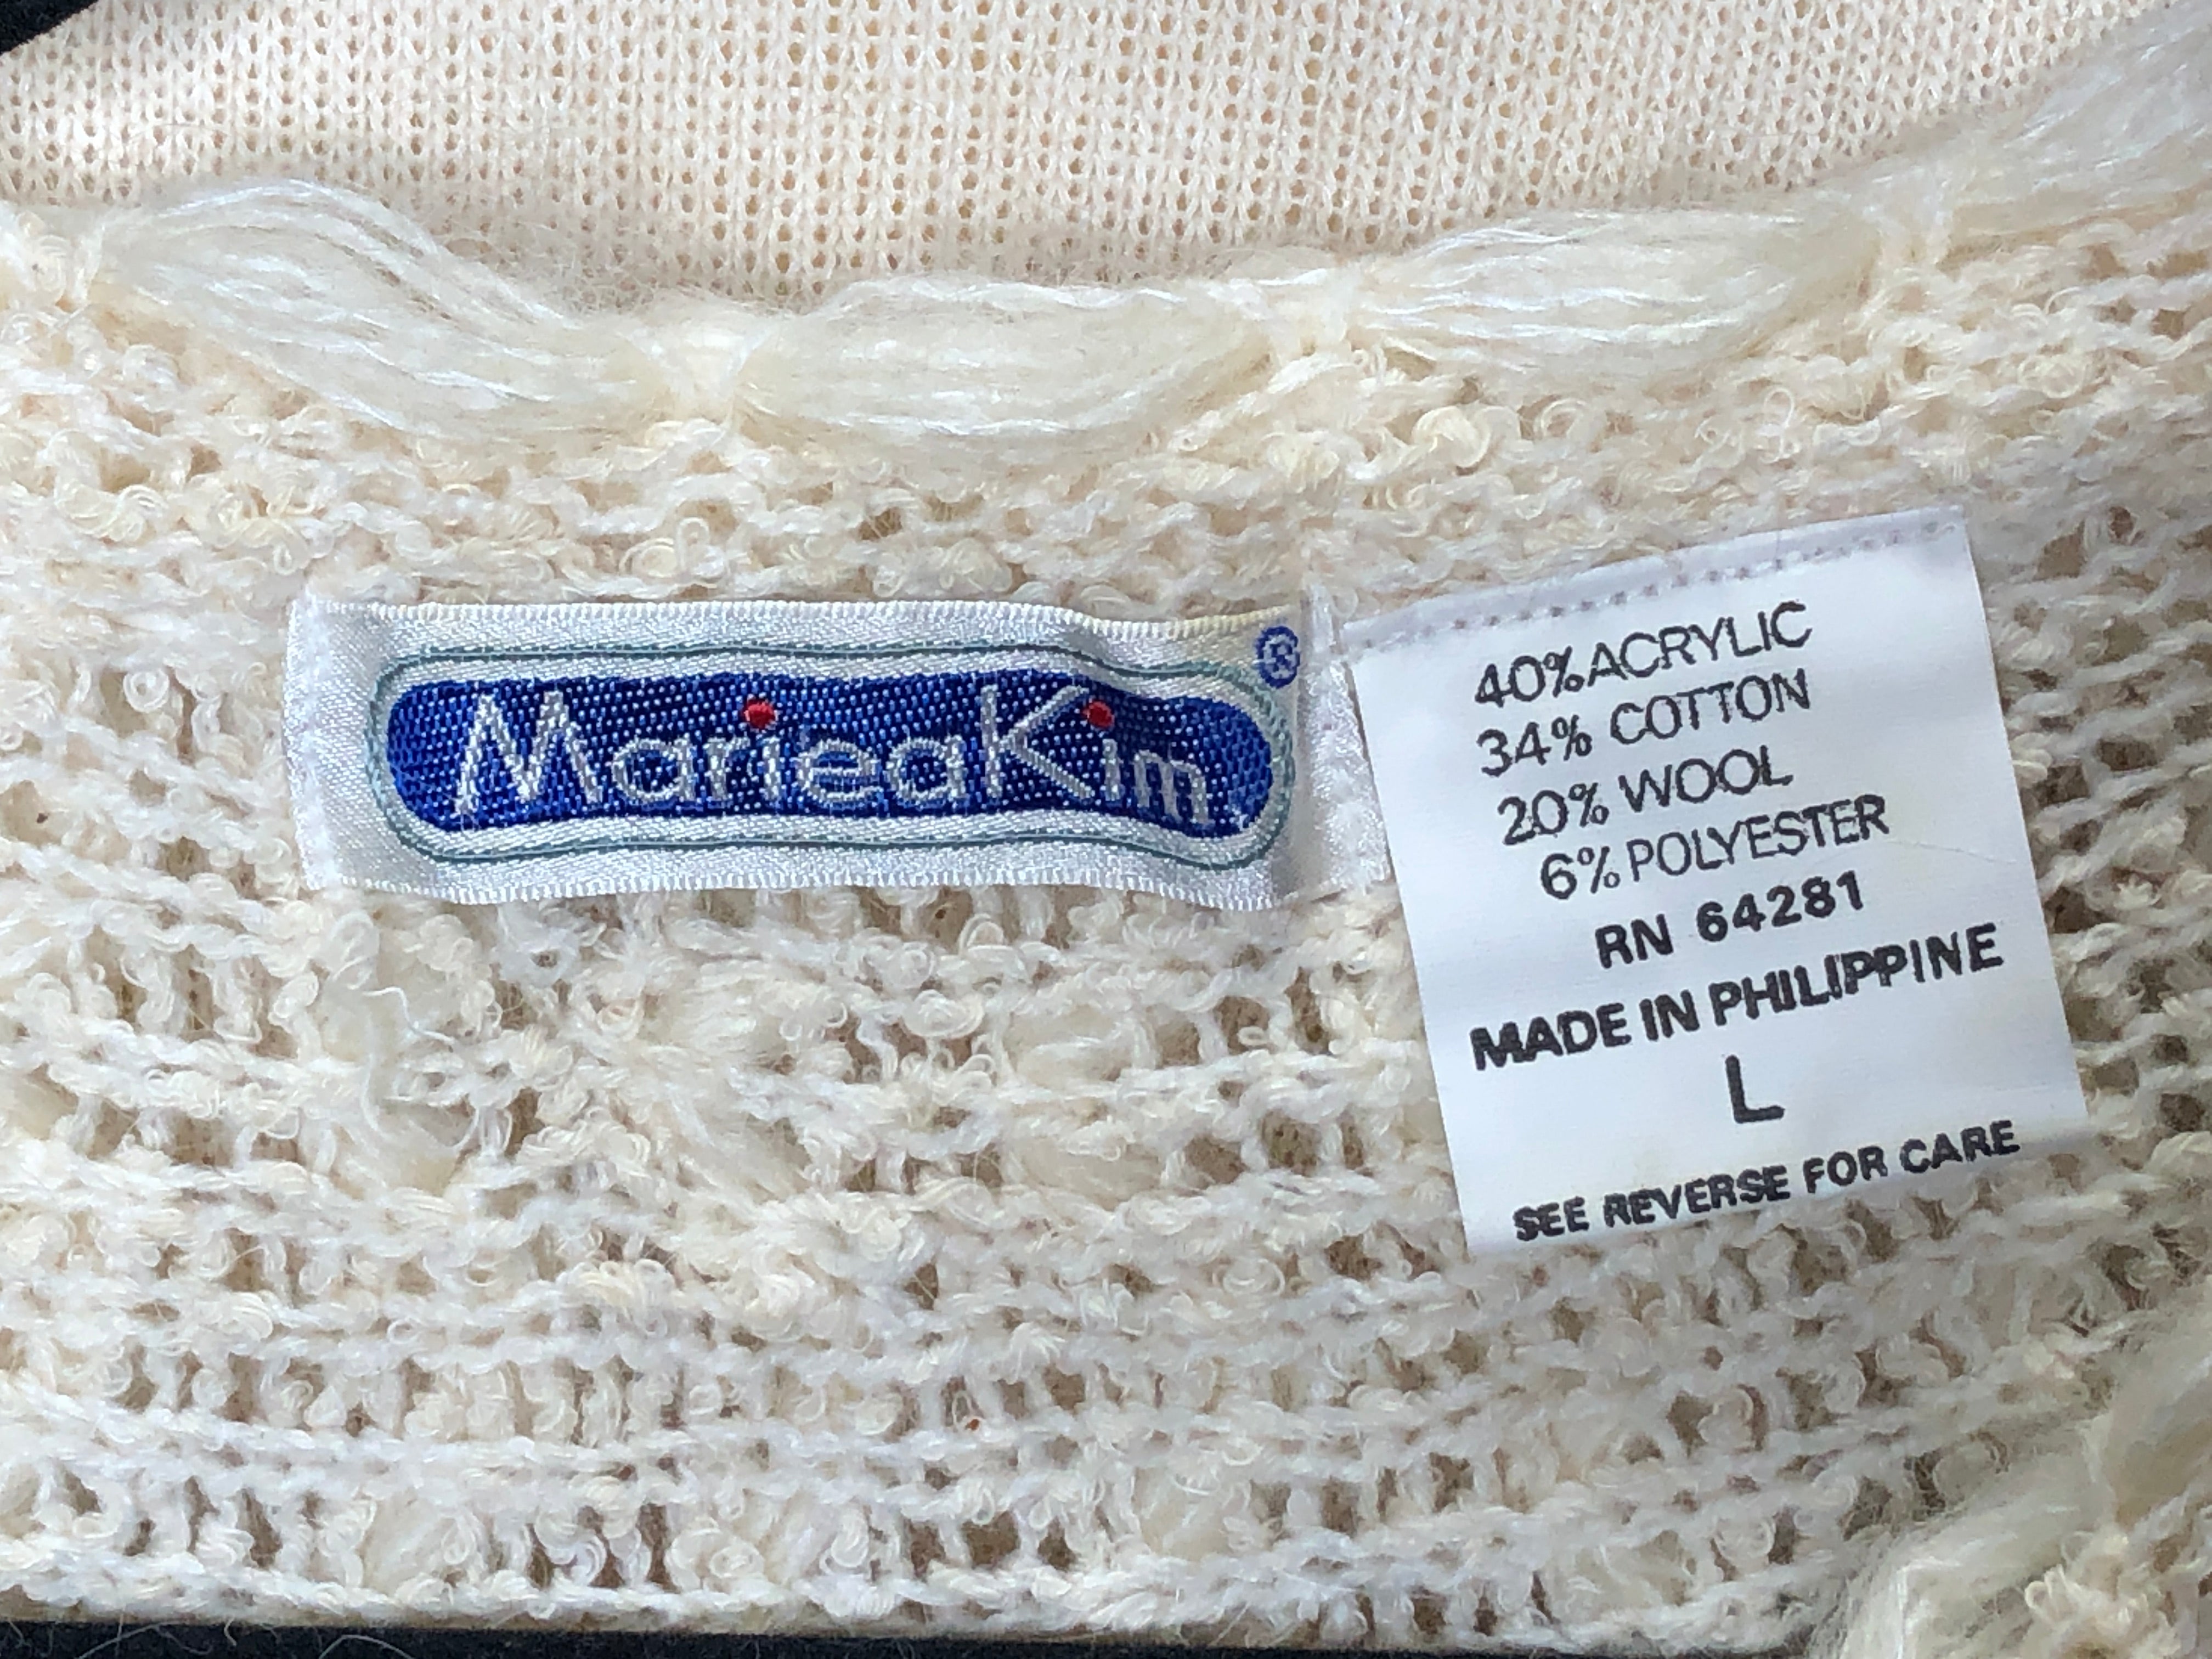 MarieaKim®
40% ACRYLIC
34% COTTON
20% WOOL
6% POLYESTER
RN 64281
MADE IN PHILIPPINE
L
SEE REVERSE FOR CARE